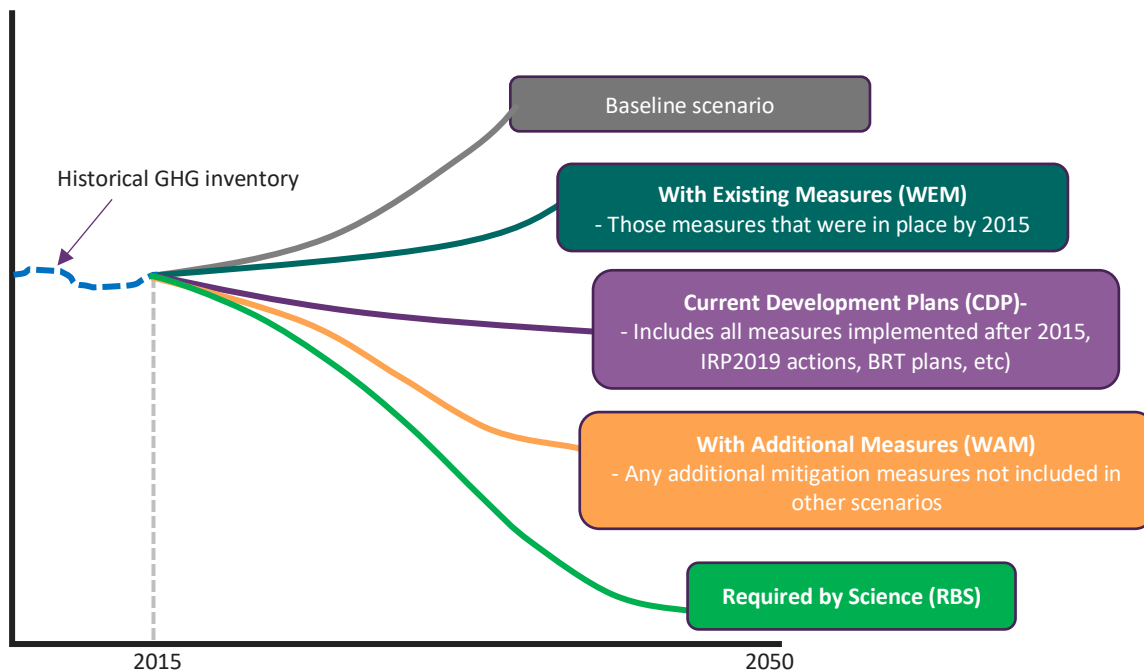 Baseline scenario
Historical GHG inventory
With Existing Measures (WEM)
- Those measures that were in place by 2015
Current Development Plans (CDP)-
- Includes all measures implemented after 2015,
IRP2019 actions, BRT plans, etc)
With Additional Measures (WAM)
- Any additional mitigation measures not included in
other scenarios
Required by Science (RBS)
2015
2050